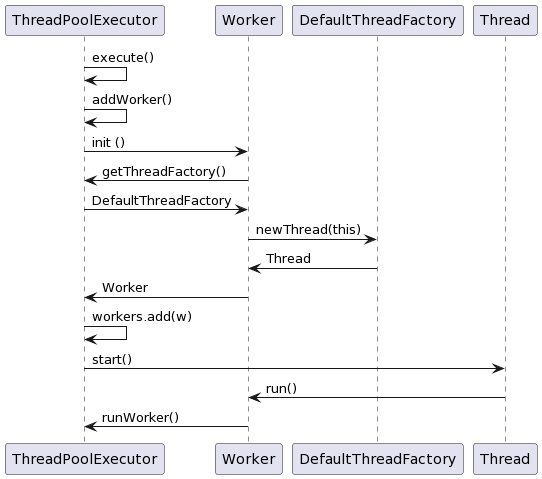 ThreadPoolExecutor Worker DefaultThreadFactory Thread
execute()
addWorker()
init ()
getThreadFactory()
DefaultThreadFactory
newThread(this)
Thread
Worker
workers.add(w)
start()
run()
runWorker()
ThreadPoolExecutor Worker DefaultThreadFactory Thread